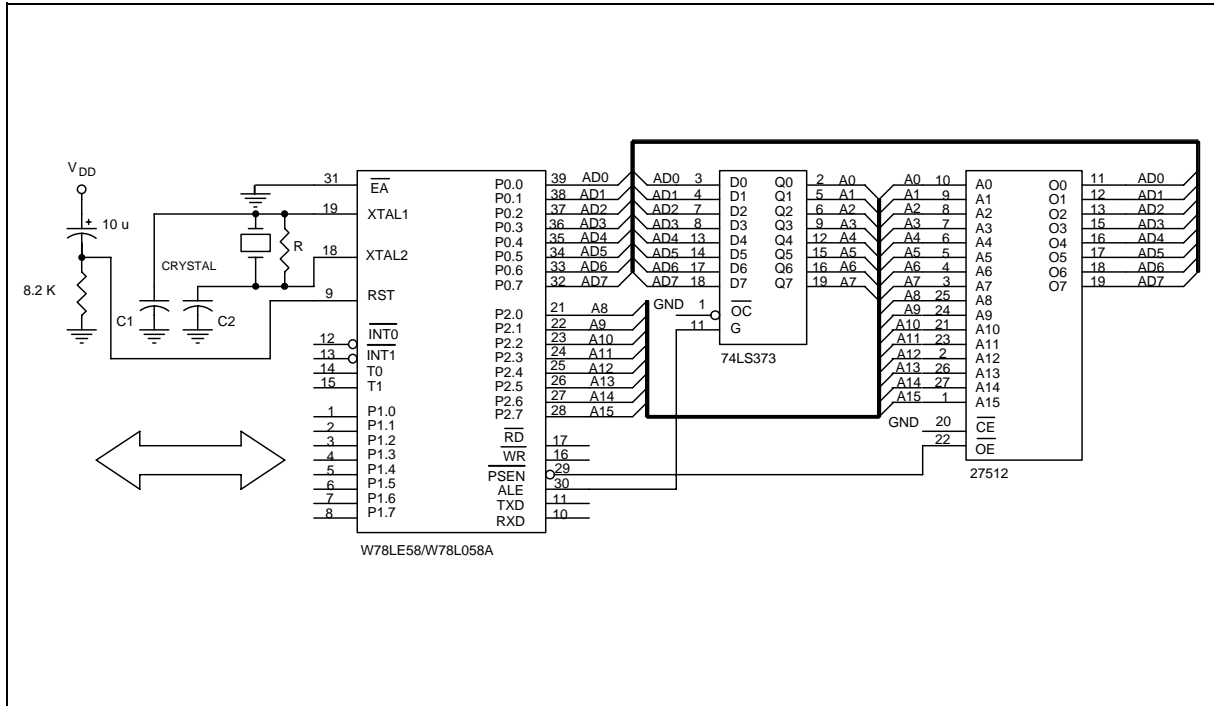 V DD
10 u
8.2 K
CRYSTAL
C1
C2
R
31 EA
19 XTAL1
18 XTAL2
9 RST
12 INT0
13 INT1
14 T0
15 T1
1 P1.0
2 P1.1
3 P1.2
4 P1.3
5 P1.4
6 P1.5
7 P1.6
8 P1.7
P0.0 39 AD0
P0.1 38 AD1
P0.2 37 AD2
P0.3 36 AD3
P0.4 35 AD4
P0.5 34 AD5
P0.6 33 AD6
P0.7 32 AD7
P2.0 21 A8
P2.1 22 A9
P2.2 23 A10
P2.3 24 A11
P2.4 25 A12
P2.5 26 A13
P2.6 27 A14
P2.7 28 A15
RD 17
WR 16
PSEN 29
ALE 30
TXD 11
RXD 10
W78LE58/W78L058A
AD0 3 D0 Q0 2 A0
AD1 4 D1 Q1 5 A1
AD2 7 D2 Q2 6 A2
AD3 8 D3 Q3 9 A3
AD4 13 D4 Q4 12 A4
AD5 14 D5 Q5 15 A5
AD6 17 D6 Q6 16 A6
AD7 18 D7 Q7 19 A7
GND 1 OC
11 G
74LS373
A0 10 A0 O0 11 AD0
A1 9 A1 O1 12 AD1
A2 8 A2 O2 13 AD2
A3 7 A3 O3 15 AD3
A4 6 A4 O4 16 AD4
A5 5 A5 O5 17 AD5
A6 4 A6 O6 18 AD6
A7 3 A7 O7 19 AD7
A8 25 A8
A9 24 A9
A10 21 A10
A11 23 A11
A12 2 A12
A13 26 A13
A14 27 A14
A15 1 A15
GND 20 CE
22 OE
27512